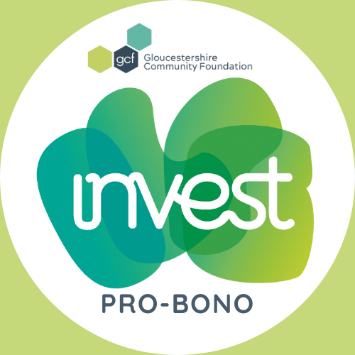 gcf
Gloucestershire
Community Foundation
invest
PRO-BONO